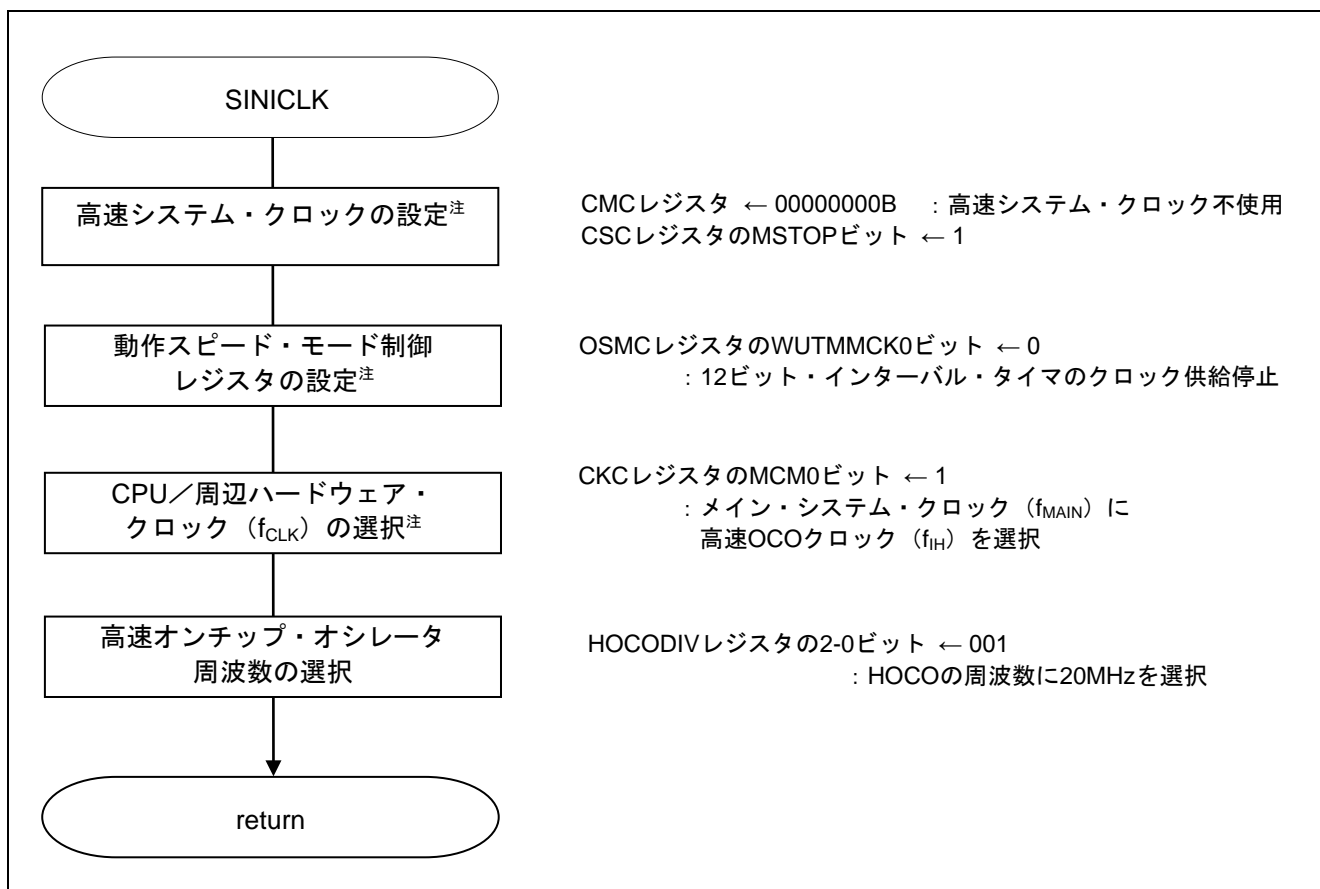 SINICLK
高速システム・クロックの設定注
CMCレジスタ ← 00000000B ：高速システム・クロック不使用
CSCレジスタのMSTOPビット ← 1
動作スピード・モード制御
レジスタの設定注
OSMCレジスタのWUTMMCK0ビット ← 0
：12ビット・インターバル・タイマのクロック供給停止
CPU／周辺ハードウェア・
クロック（fCLK）の選択注
CKCレジスタのMCM0ビット ← 1
：メイン・システム・クロック（fMAIN）に
高速OCOクロック（fIH）を選択
高速オンチップ・オシレータ
周波数の選択
HOCODIVレジスタの2-0ビット ← 001
：HOCOの周波数に20MHzを選択
return